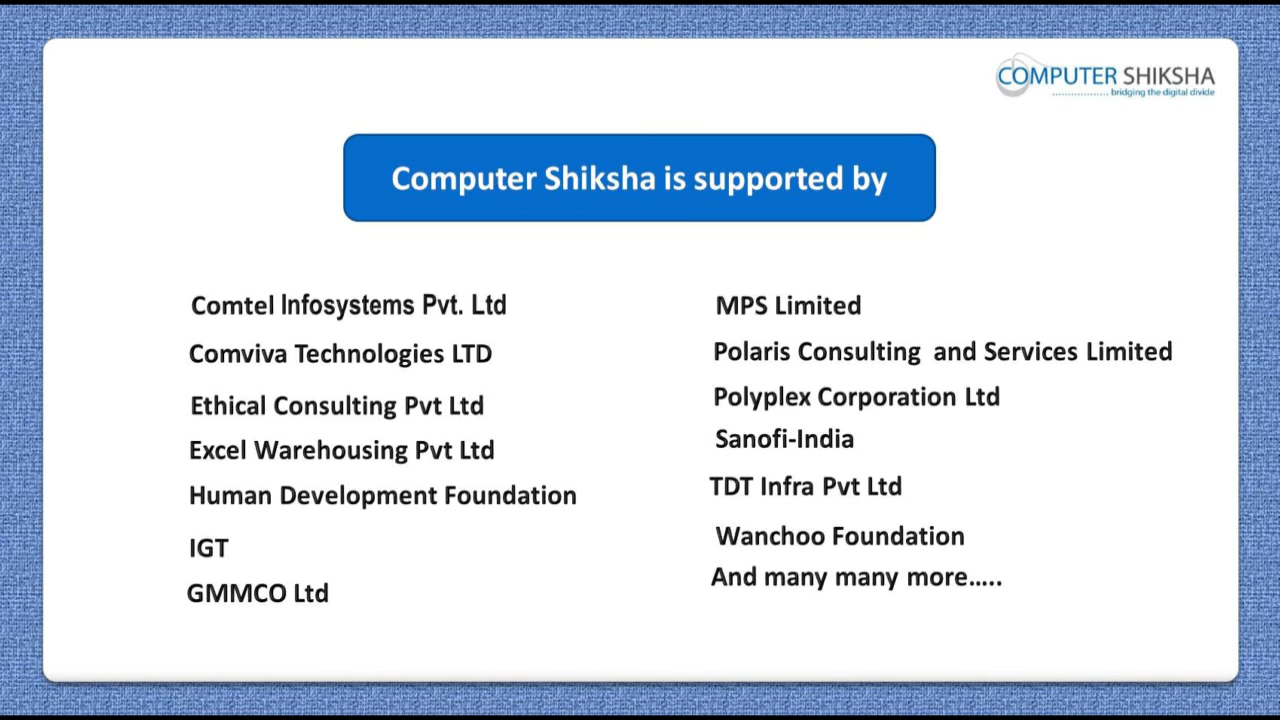 COMPUTER SHIKSHA
................ bridging the digital divide
Computer Shiksha is supported by
Comtel Infosystems Pvt. Ltd
Comviva Technologies LTD
Ethical Consulting Pvt Ltd
Excel Warehousing Pvt Ltd
Human Development Foundation
IGT
GMMCO Ltd
MPS Limited
Polaris Consulting and Services Limited
Polyplex Corporation Ltd
Sanofi-India
TDT Infra Pvt Ltd
Wanchoo Foundation
And many many more…..